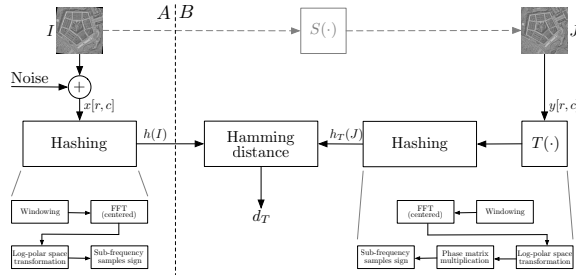 I
A
B
S(·)
J
Noise
+
x[r, c]
y[r, c
Hashing
h(I)
Hamming
distance
h_T(J)
Hashing
T(·)
d_T
Windowing
FFT
(centered)
Log-polar space
transformation
Sub-frequency
samples sign
FFT
(centered)
Windowing
Sub-frequency
samples sign
Phase matrix
multiplication
Log-polar space
transformation